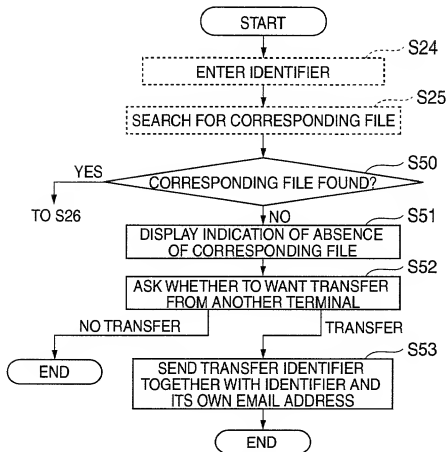 START
S24
ENTER IDENTIFIER
S25
SEARCH FOR CORRESPONDING FILE
S50
YES
CORRESPONDING FILE FOUND?
TO S26
NO
S51
DISPLAY INDICATION OF ABSENCE
OF CORRESPONDING FILE
S52
ASK WHETHER TO WANT TRANSFER
FROM ANOTHER TERMINAL
NO TRANSFER
TRANSFER
S53
END
SEND TRANSFER IDENTIFIER
TOGETHER WITH IDENTIFIER AND
ITS OWN EMAIL ADDRESS
END